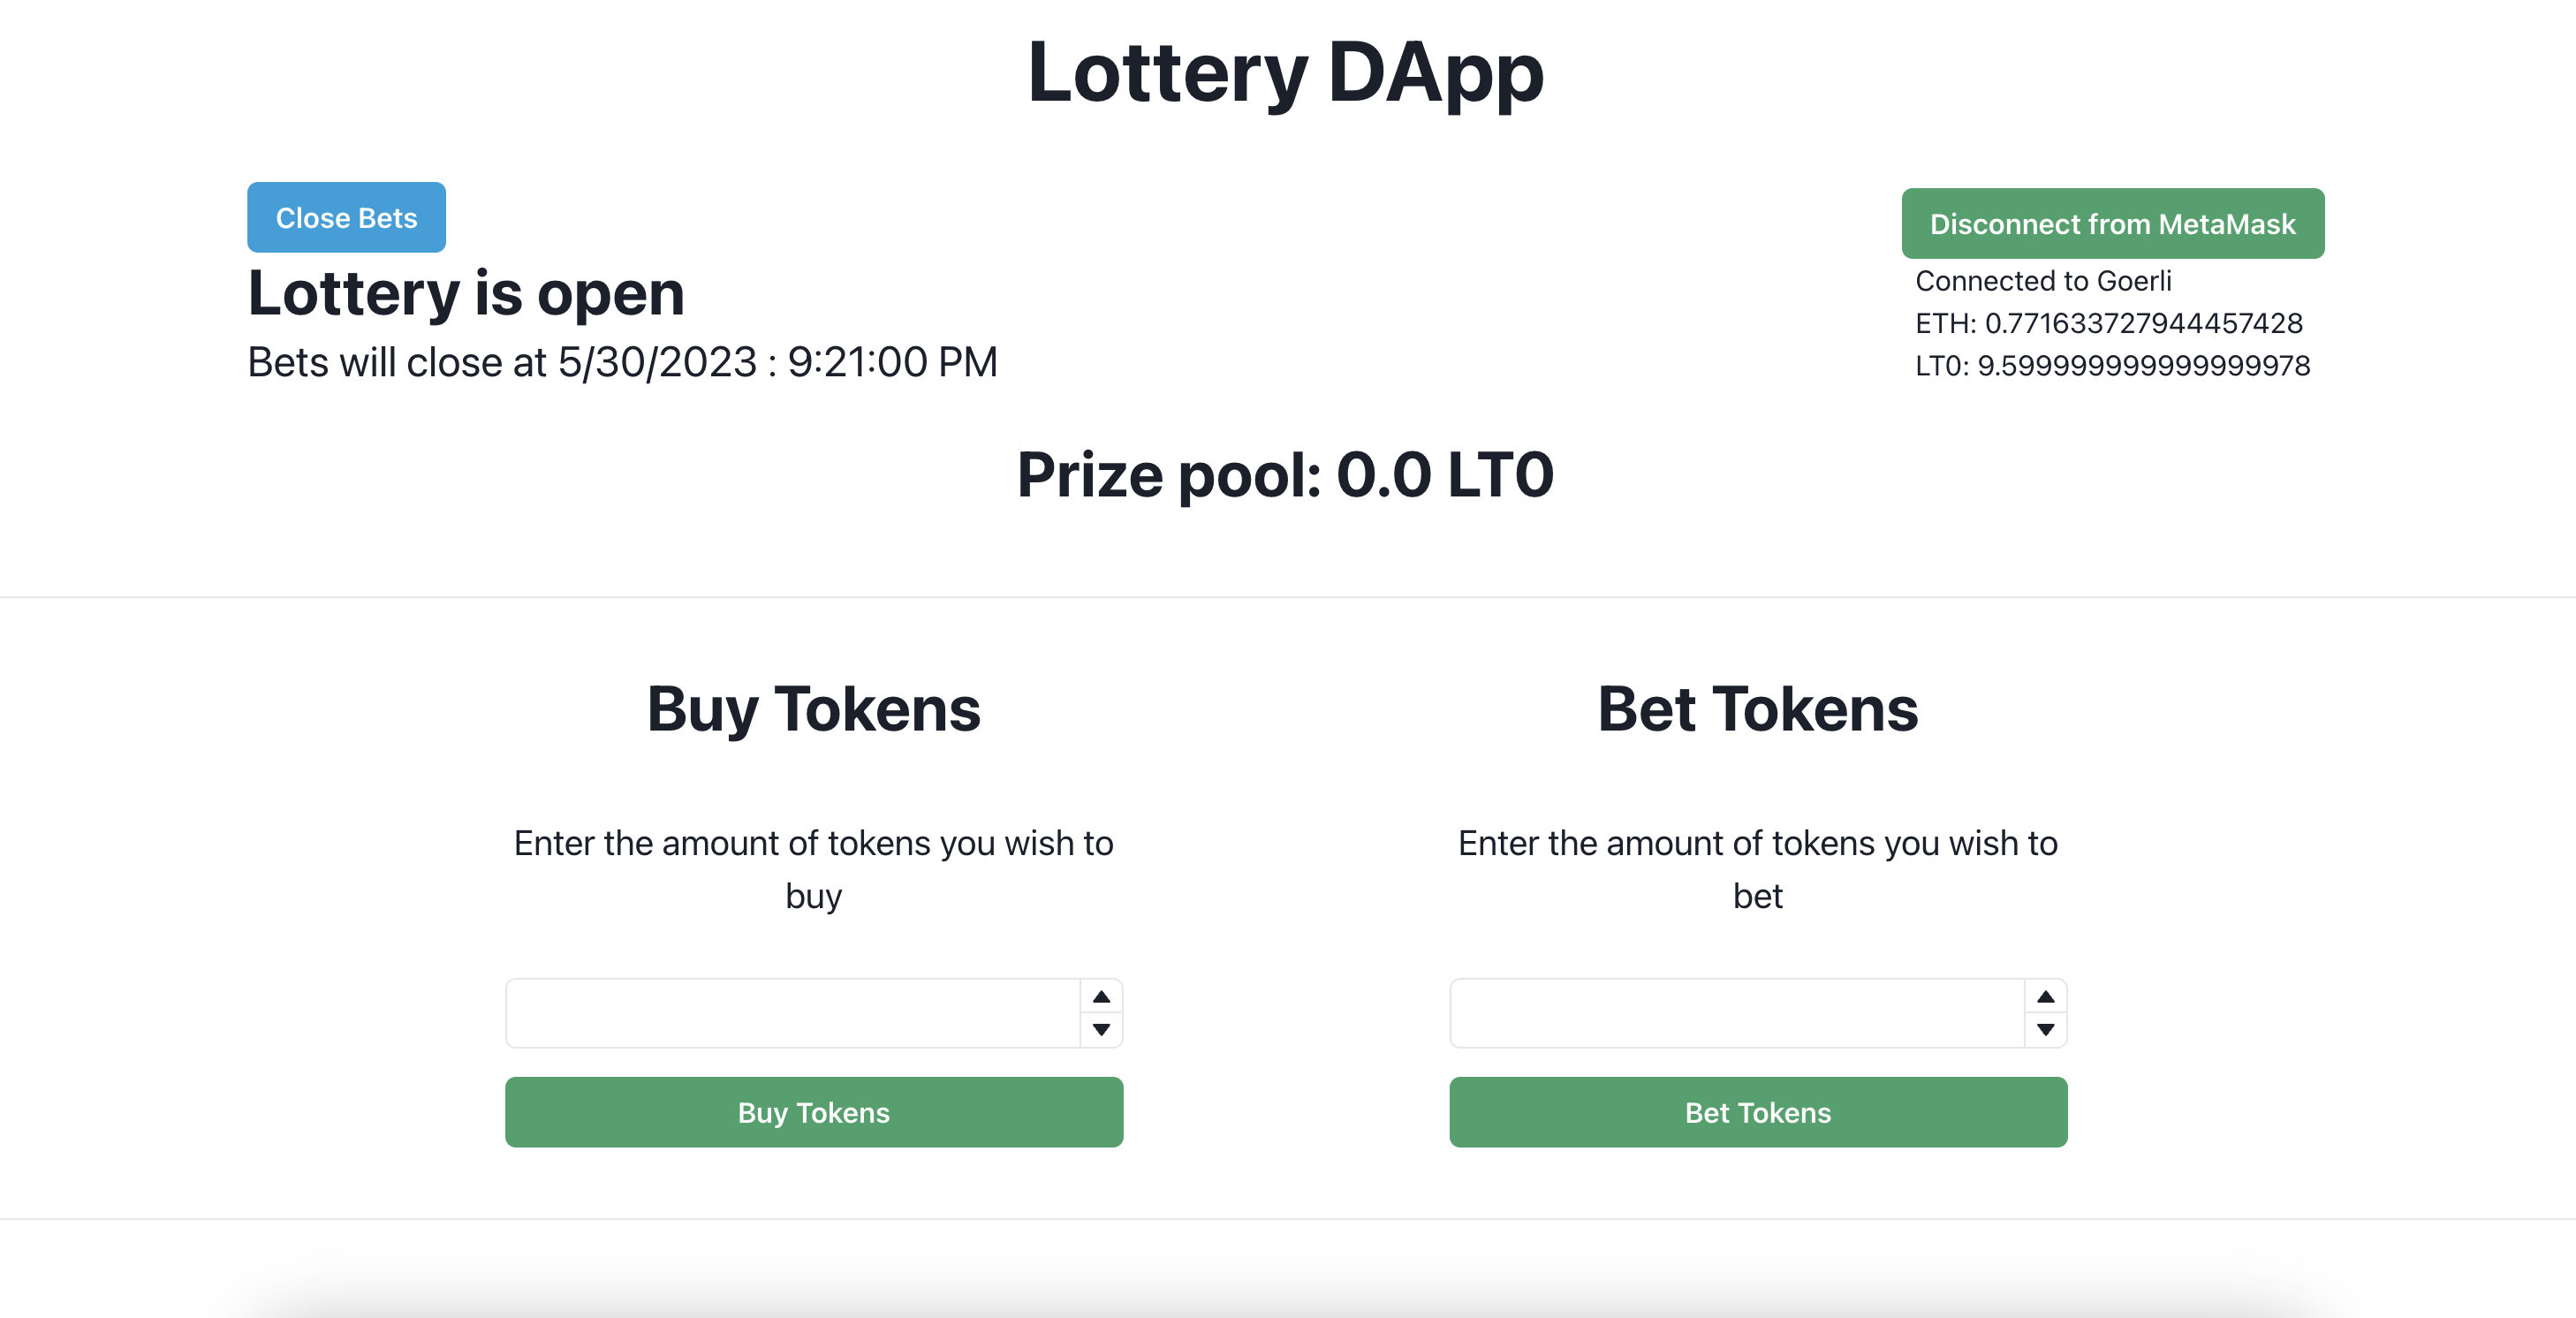 Lottery DApp
Close Bets
Lottery is open
Bets will close at 5/30/2023 : 9:21:00 PM
Disconnect from MetaMask
Connected to Goerli
ETH: 0.771633727944457428
LT0: 9.599999999999999978
Prize pool: 0.0 LT0
Buy Tokens
Enter the amount of tokens you wish to
buy
Buy Tokens
Bet Tokens
Enter the amount of tokens you wish to
bet
Bet Tokens